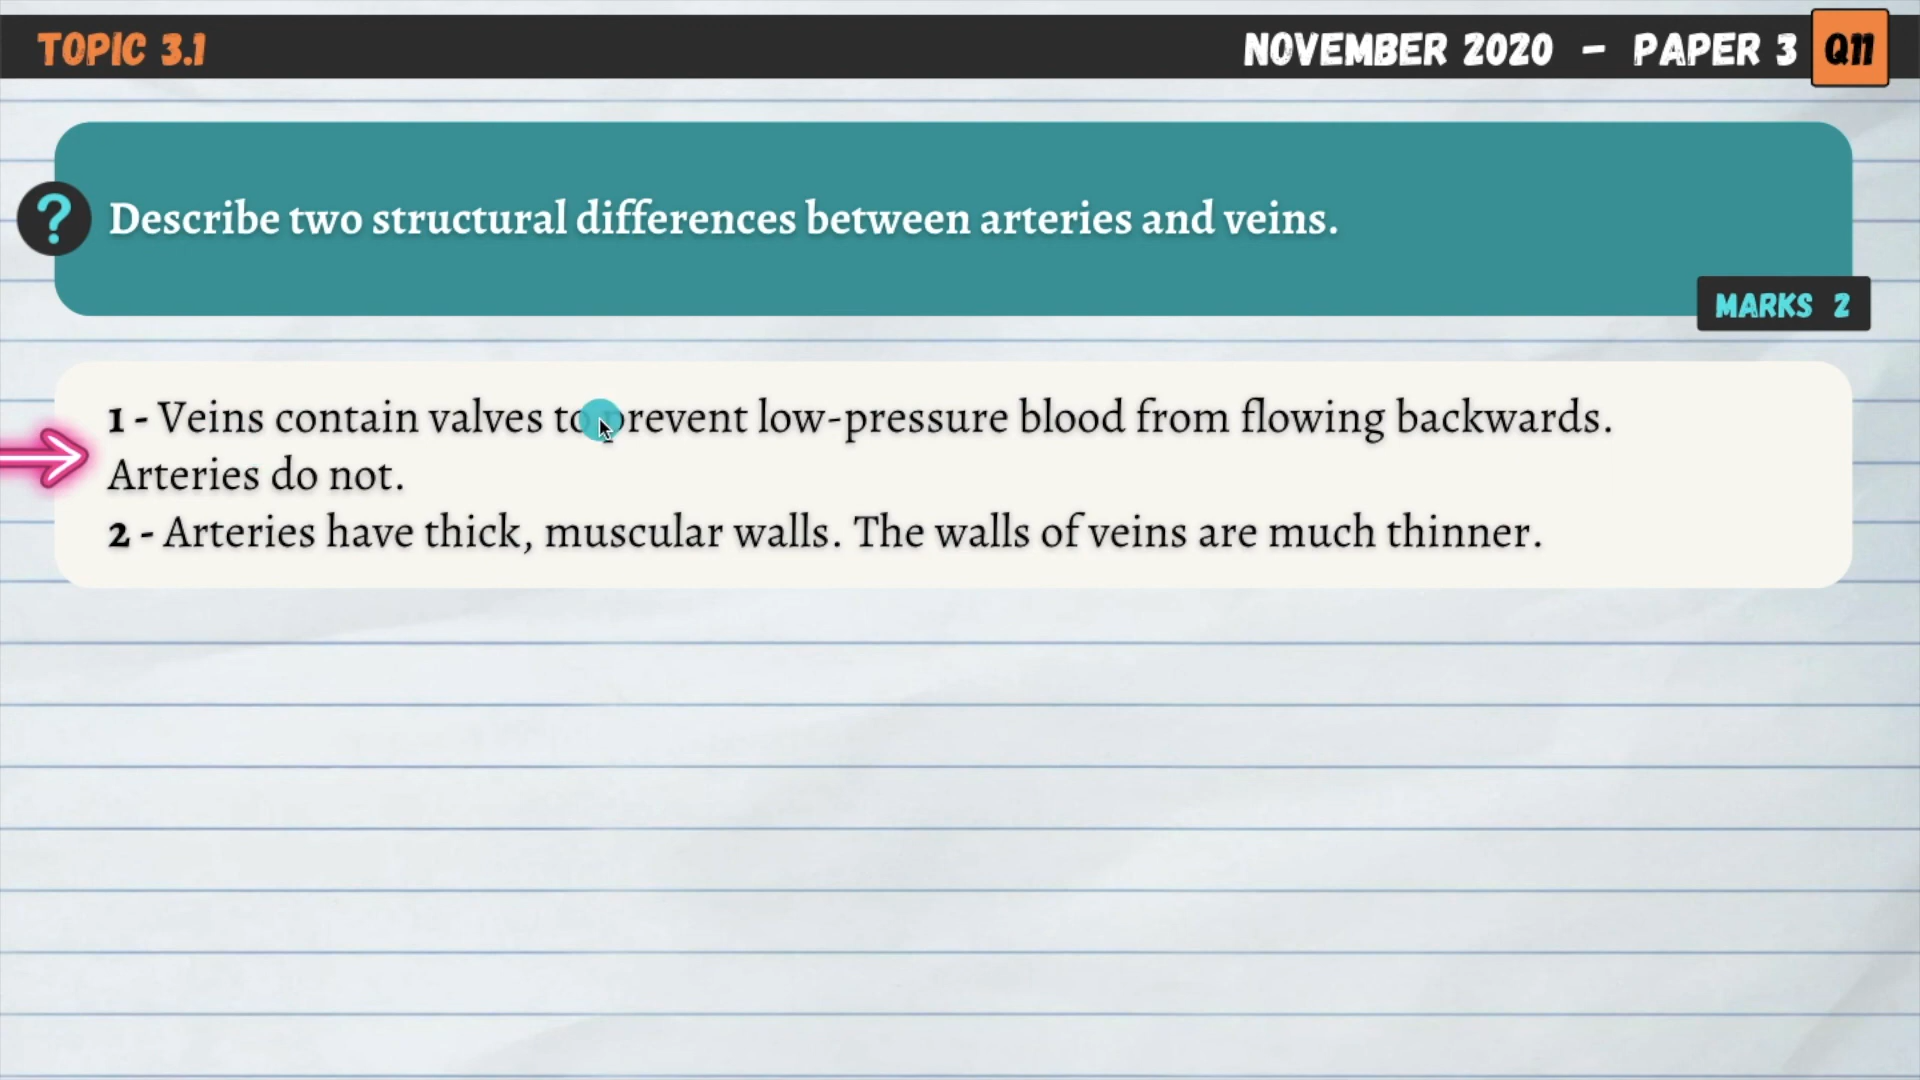 TOPIC 3.1
NOVEMBER 2020 - PAPER 3 Q11
? Describe two structural differences between arteries and veins.
MARKS 2
1 - Veins contain valves to prevent low-pressure blood from flowing backwards.
Arteries do not.
2 - Arteries have thick, muscular walls. The walls of veins are much thinner.